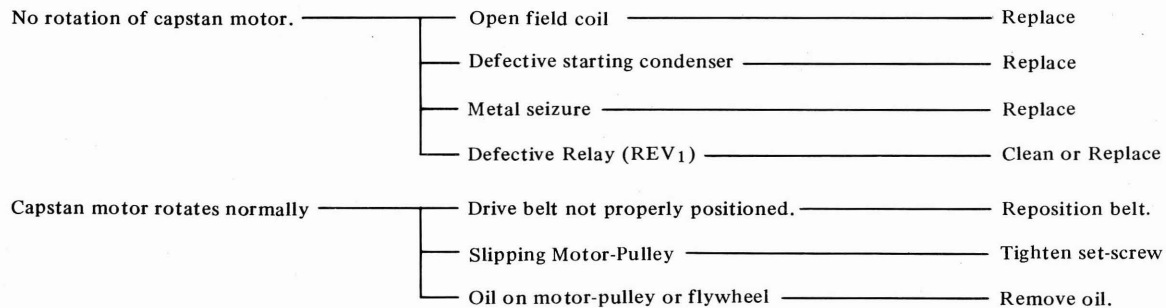 No rotation of capstan motor. Open field coil Replace
Defective starting condenser Replace
Metal seizure Replace
Defective Relay (REV1) Clean or Replace
Capstan motor rotates normally Drive belt not properly positioned. Reposition belt.
Slipping Motor-Pulley Tighten set-screw
Oil on motor-pulley or flywheel Remove oil.